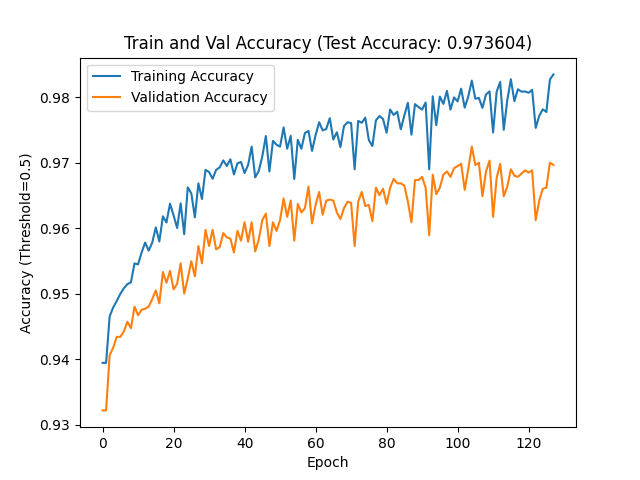 Train and Val Accuracy (Test Accuracy: 0.973604)
Training Accuracy
Validation Accuracy
Accuracy (Threshold=0.5)
0.98
0.97
0.96
0.95
0.94
0.93
0 20 40 60 80 100 120
Epoch